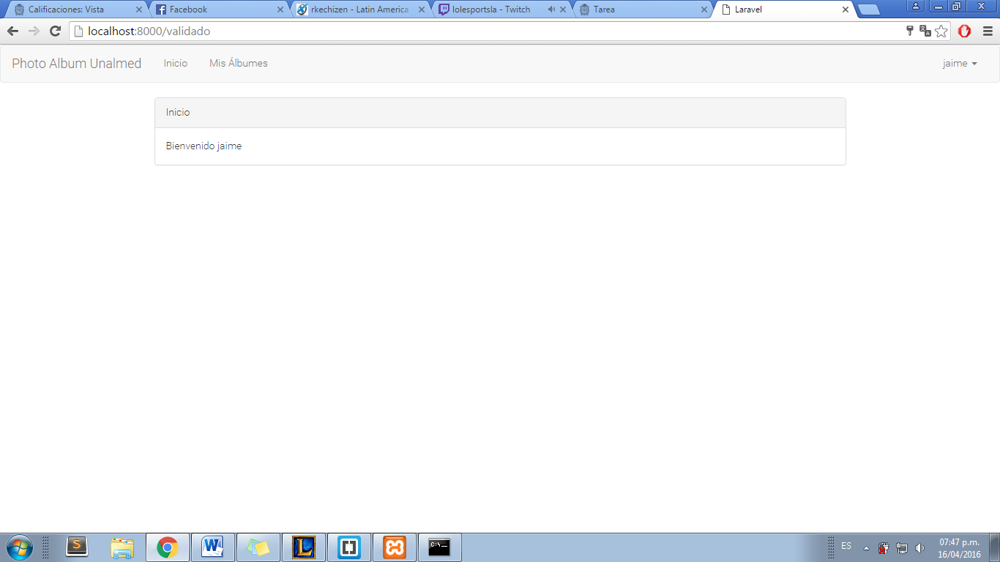 Calificaciones: Vista
Facebook
rkechizen - Latin America
lolesportsla - Twitch
Tarea
Laravel
localhost:8000/validado
Photo Album Unalmed
Inicio
Mis Álbumes
jaime
Inicio
Bienvenido jaime
ES
07:47 p.m.
16/04/2016